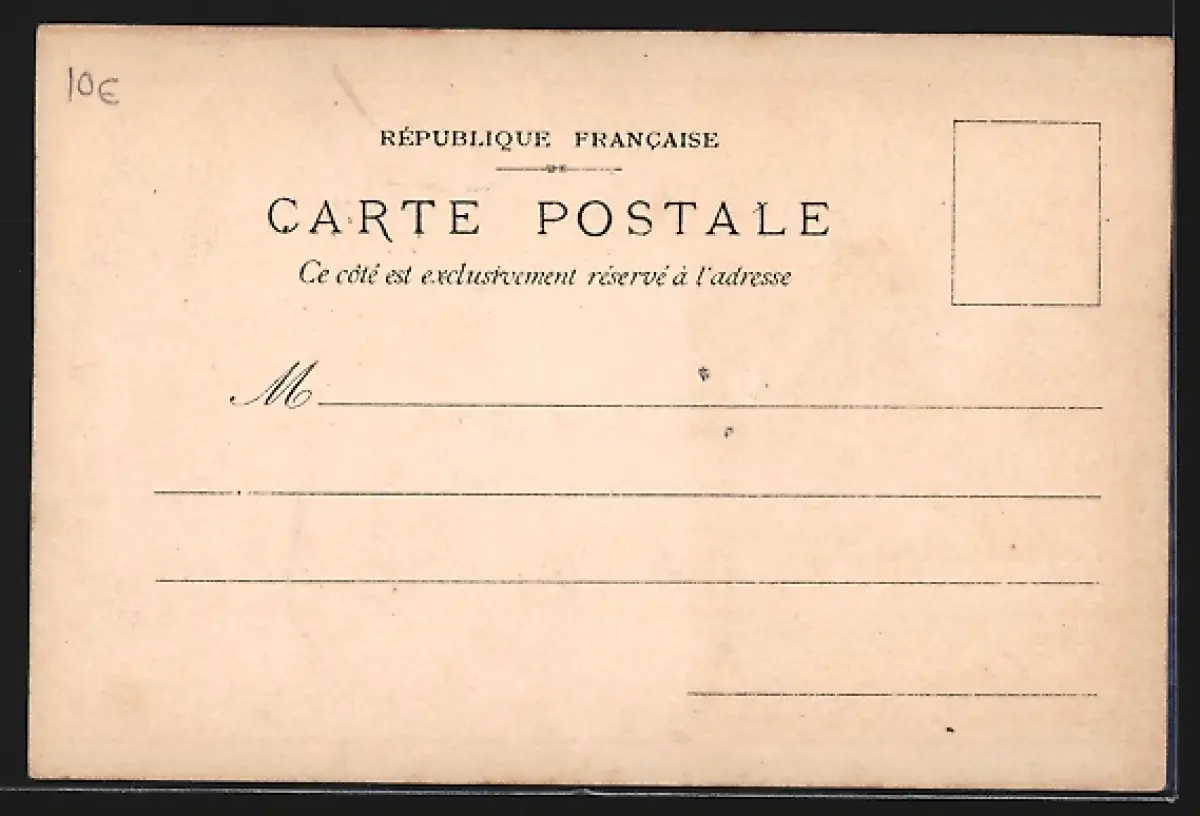 10€
RÉPUBLIQUE FRANÇAISE
CARTE POSTALE
Ce côté est exclusivement réservé à l'adresse
M